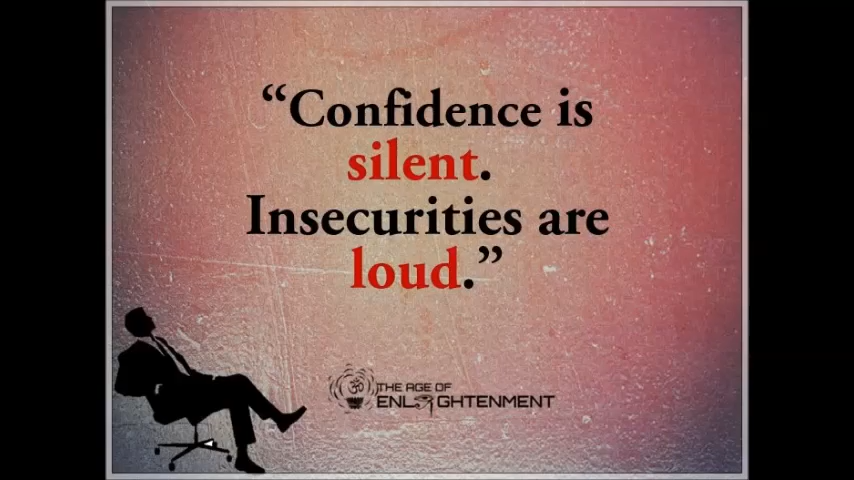 “Confidence is
silent.
Insecurities are
loud.”
THE AGE OF
ENLIGHTENMENT